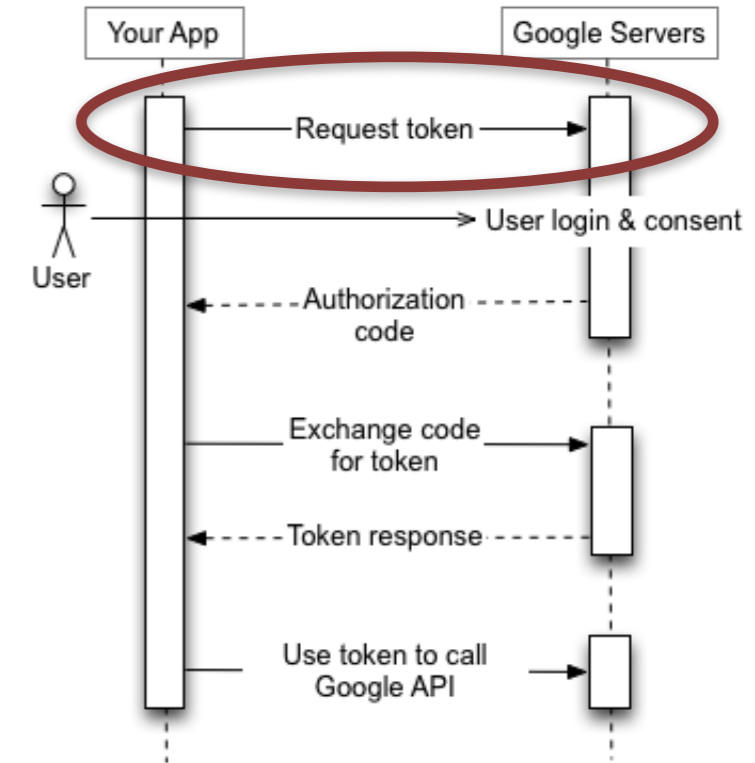 Your App
Google Servers
Request token
User login & consent
User
Authorization
code
Exchange code
for token
Token response
Use token to call
Google API